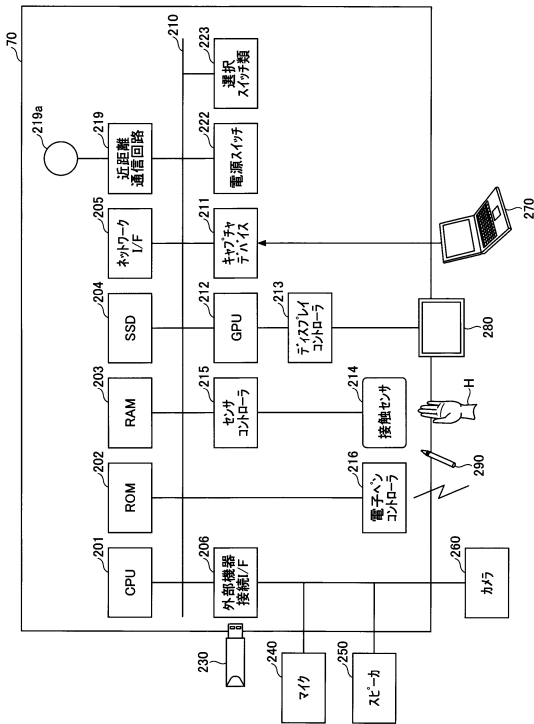 70
201
CPU
202
ROM
203
RAM
204
SSD
205
ネットワーク
I/F
219
近距離
通信回路
219a
210
206
外部機器
接続I/F
215
センサ
コントローラ
212
GPU
211
キャプチャ
デバイス
222
電源スイッチ
223
選択
スイッチ類
213
ディスプレイ
コントローラ
216
電子ペン
コントローラ
214
接触センサ
230
240
マイク
250
スピーカ
260
カメラ
290
H
280
270